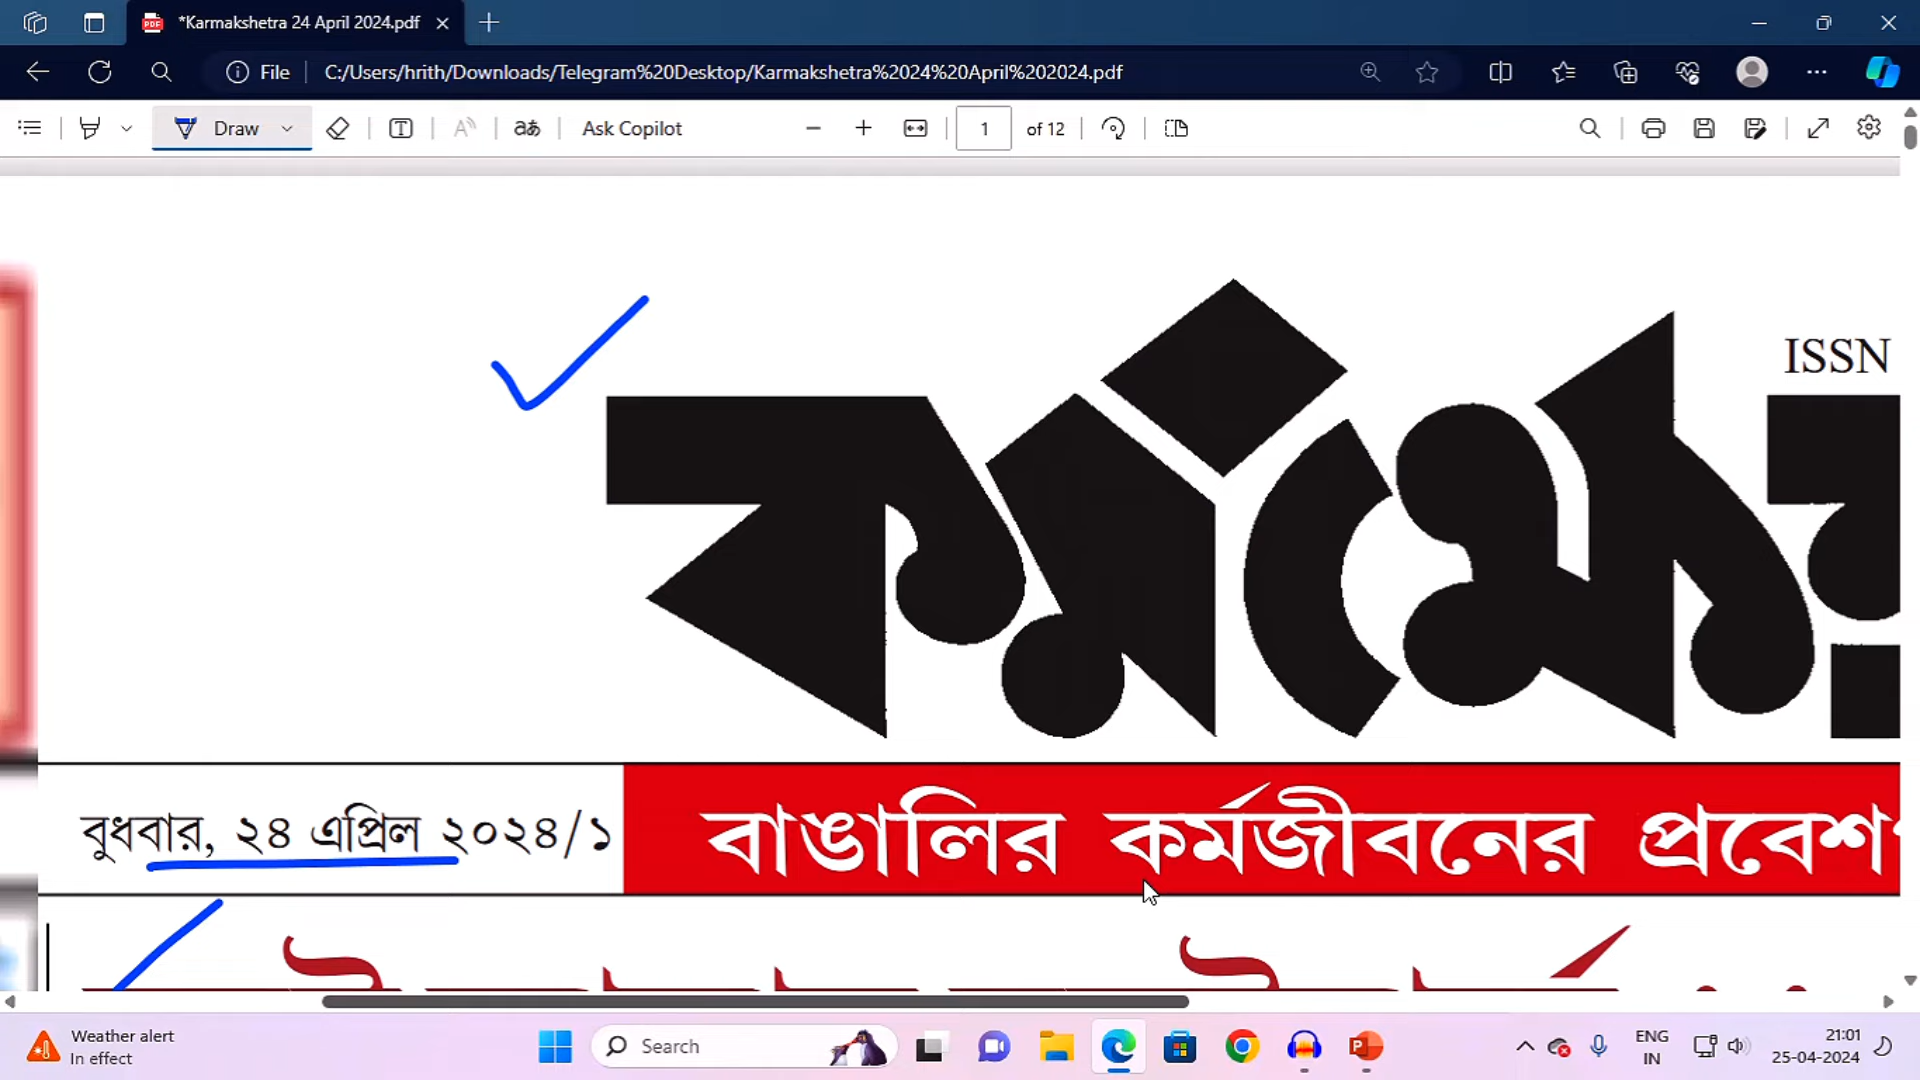 *Karmakshetra 24 April 2024.pdf
File
C:/Users/hrith/Downloads/Telegram%20Desktop/Karmakshetra%2024%20April%202024.pdf
Draw
Ask Copilot
1 of 12
ISSN
কর্মক্ষে
বুধবার, ২৪ এপ্রিল ২০২৪/১
বাঙালির কর্মজীবনের প্রবেশ
Weather alert
In effect
Search
ENG
IN
21:01
25-04-2024